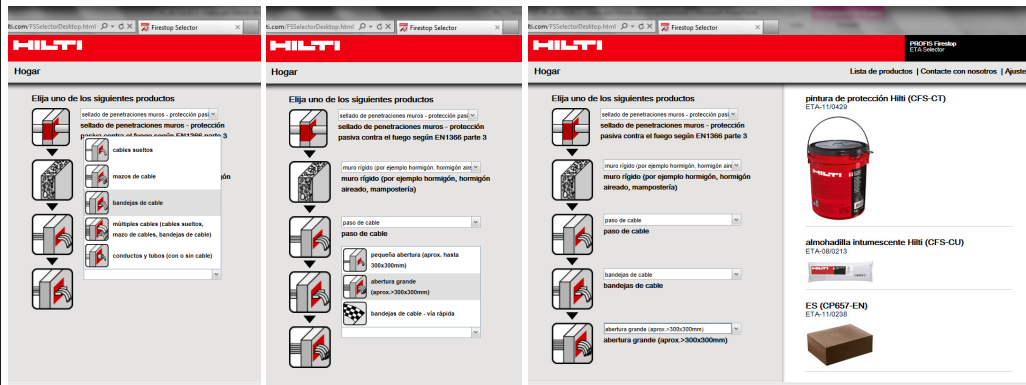 lti.com/FSSelectorDesktop.html
Firestop Selector
HILTI
Hogar
Elija uno de los siguientes productos
sellado de penetraciones muros - protección pasi
sellado de penetraciones muros - protección
pasiva contra el fuego según EN1366 parte 3
cables sueltos
mazos de cable
bandejas de cable
múltiples cables (cables sueltos,
mazo de cables, bandejas de cable)
conductos y tubos (con o sin cable)
ti.com/FSSelectorDesktop.html
Firestop Selector
HILTI
Hogar
Elija uno de los siguientes productos
sellado de penetraciones muros - protección pasi
sellado de penetraciones muros - protección
pasiva contra el fuego según EN1366 parte 3
muro rígido (por ejemplo hormigón, hormigón aire
muro rígido (por ejemplo hormigón, hormigón
aireado, mampostería)
paso de cable
paso de cable
pequeña abertura (aprox. hasta
300x300mm)
abertura grande
(aprox.>300x300mm)
bandejas de cable - vía rápida
lti.com/FSSelectorDesktop.html
Firestop Selector
HILTI
PROFIS Firestop
ETA Selector
Hogar
Lista de productos | Contacte con nosotros | Ajuste
Elija uno de los siguientes productos
sellado de penetraciones muros - protección pasi
sellado de penetraciones muros - protección
pasiva contra el fuego según EN1366 parte 3
muro rígido (por ejemplo hormigón, hormigón aire
muro rígido (por ejemplo hormigón, hormigón
aireado, mampostería)
paso de cable
paso de cable
bandejas de cable
bandejas de cable
abertura grande (aprox.>300x300mm)
abertura grande (aprox.>300x300mm)
pintura de protección Hilti (CFS-CT)
ETA-11/0429
HILTI
almohadilla intumescente Hilti (CFS-CU)
ETA-08/0213
HILTI
ES (CP657-EN)
ETA-11/0238